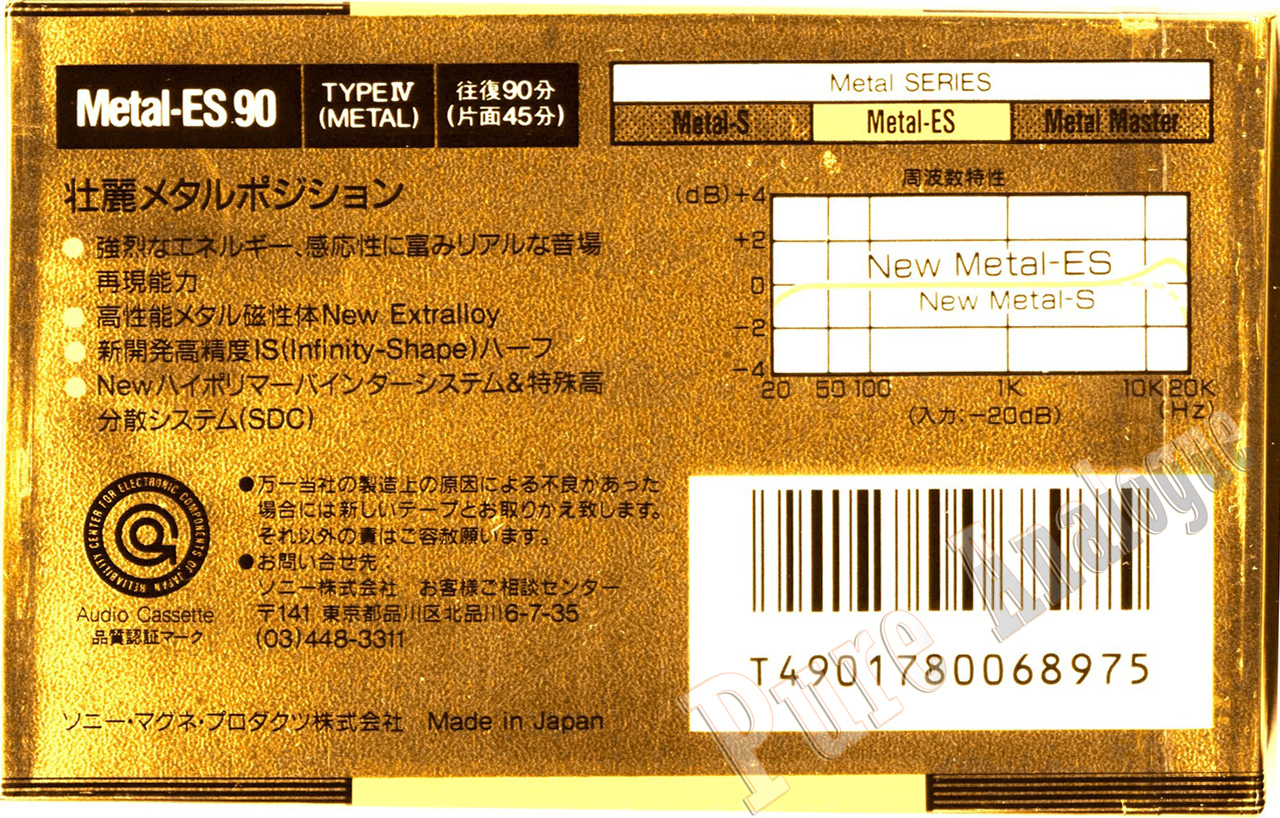 Metal-ES 90
TYPE IV
(METAL)
往復90分
(片面45分)
Metal SERIES
Metal-S
Metal-ES
Metal Master
壮麗メタルポジション
強烈なエネルギー、感応性に富みリアルな音場
再現能力
高性能メタル磁性体New Extralloy
新開発高精度IS(Infinity-Shape)ハーフ
Newハイポリマーバインダーシステム&特殊高
分散システム(SDC)
周波数特性
(dB)+4
+2
0
-2
-4
New Metal-ES
New Metal-S
20 50 100 1K 10K 20K
(入力:-20dB) (Hz)
RELIABILITY CENTER FOR ELECTRONIC COMPONENTS OF JAPAN
Audio Cassette
品質認証マーク
●万一当社の製造上の原因による不良があった
場合には新しいテープとお取りかえ致します。
それ以外の責はご容赦願います。
●お問い合せ先:
ソニー株式会社 お客様ご相談センター
〒141 東京都品川区北品川6-7-35
(03)448-3311
T4901780068975
ソニー・マグネ・プロダクツ株式会社 Made in Japan
Pure Analogue